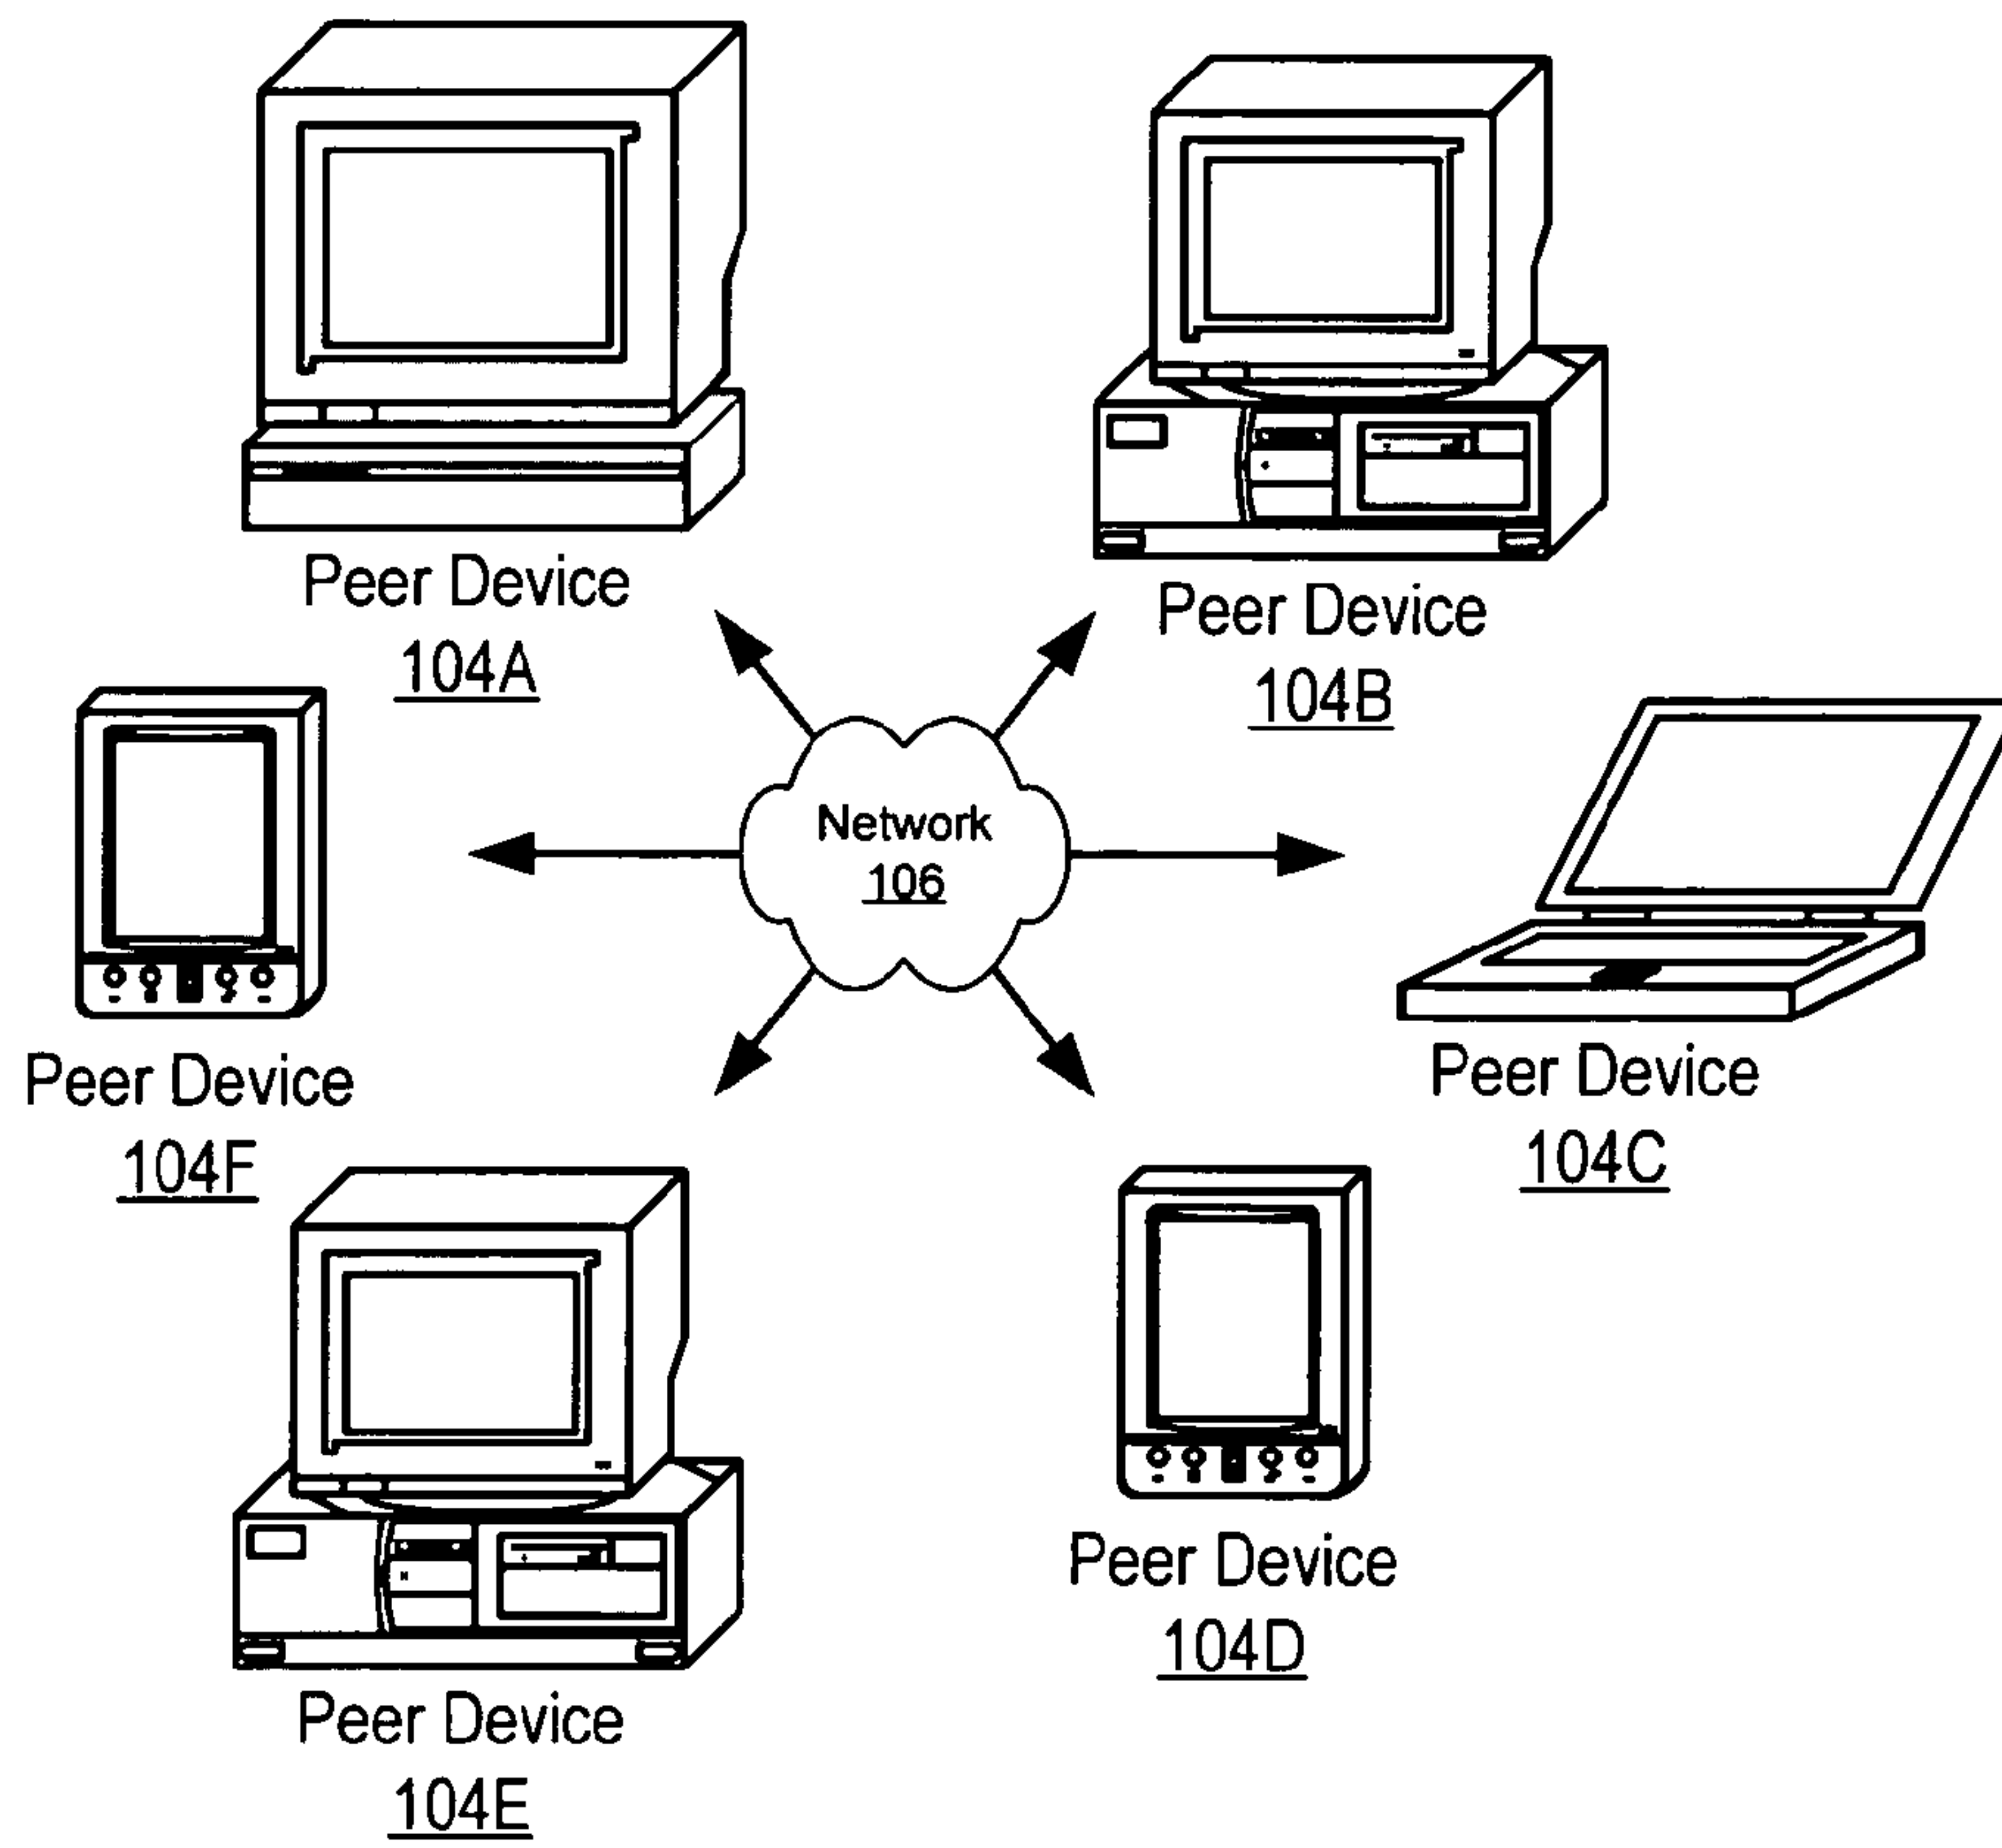 Peer Device
104A
Peer Device
104B
Network
106
Peer Device
104F
Peer Device
104C
Peer Device
104D
Peer Device
104E